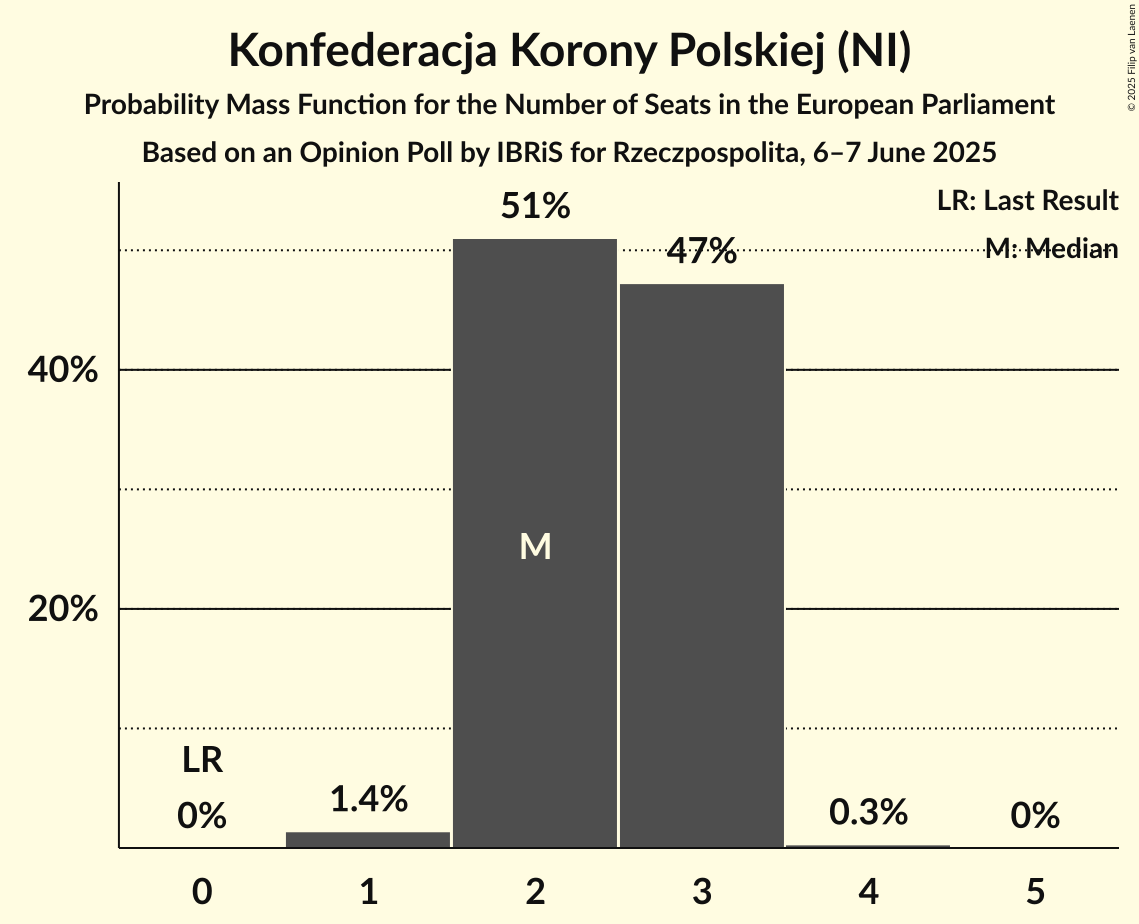 Konfederacja Korony Polskiej (NI)
Probability Mass Function for the Number of Seats in the European Parliament
Based on an Opinion Poll by IBRiS for Rzeczpospolita, 6–7 June 2025
© 2025 Filip van Laenen
LR: Last Result
M: Median
51%
47%
40%
M
20%
LR
0%
1.4%
0.3%
0%
0 1 2 3 4 5